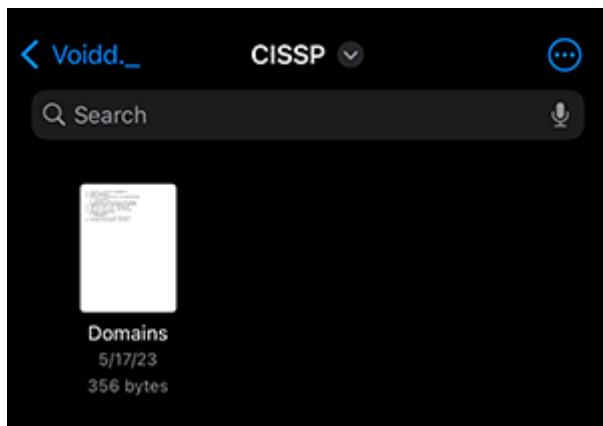 Voidd._ CISSP
Search
Domains
5/17/23
356 bytes